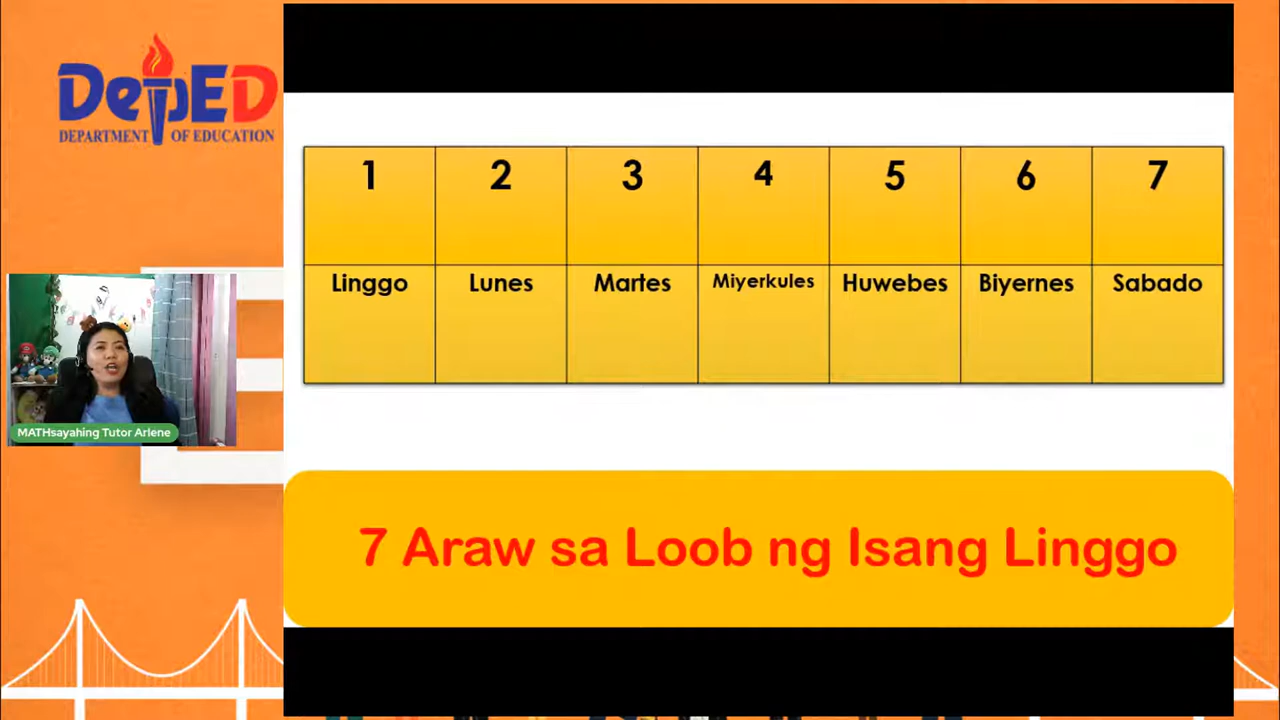 DepED
DEPARTMENT OF EDUCATION
1 2 3 4 5 6 7
Linggo Lunes Martes Miyerkules Huwebes Biyernes Sabado
MATHsayahing Tutor Arlene
7 Araw sa Loob ng Isang Linggo